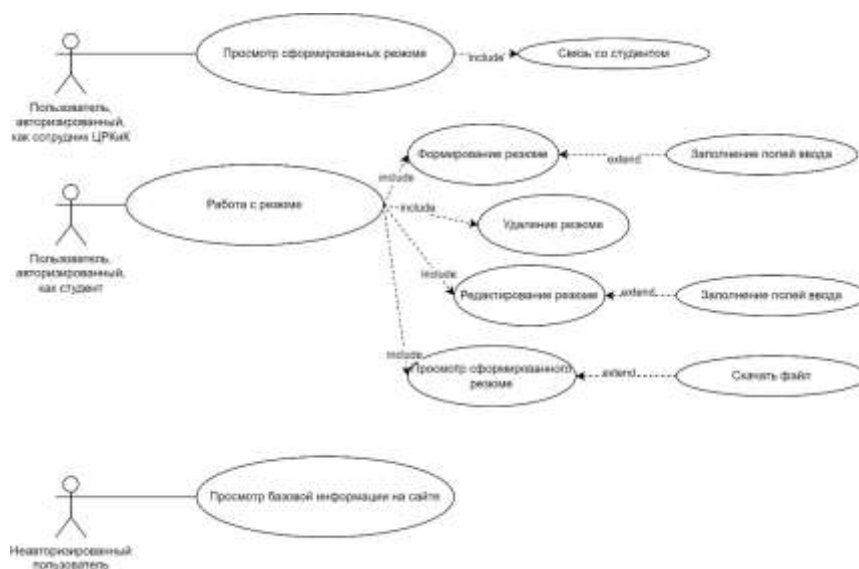 Просмотр сформированных резюме
include
Связь со студентом
Пользователь,
авторизированный,
как сотрудник ЦРКиК
Формирование резюме
extend
Заполнение полей ввода
include
Работа с резюме
include
Удаление резюме
Пользователь,
авторизированный,
как студент
include
Редактирование резюме
extend
Заполнение полей ввода
include
Просмотр сформированного
резюме
extend
Скачать файл
Просмотр базовой информации на сайте
Неавторизированный
пользователь